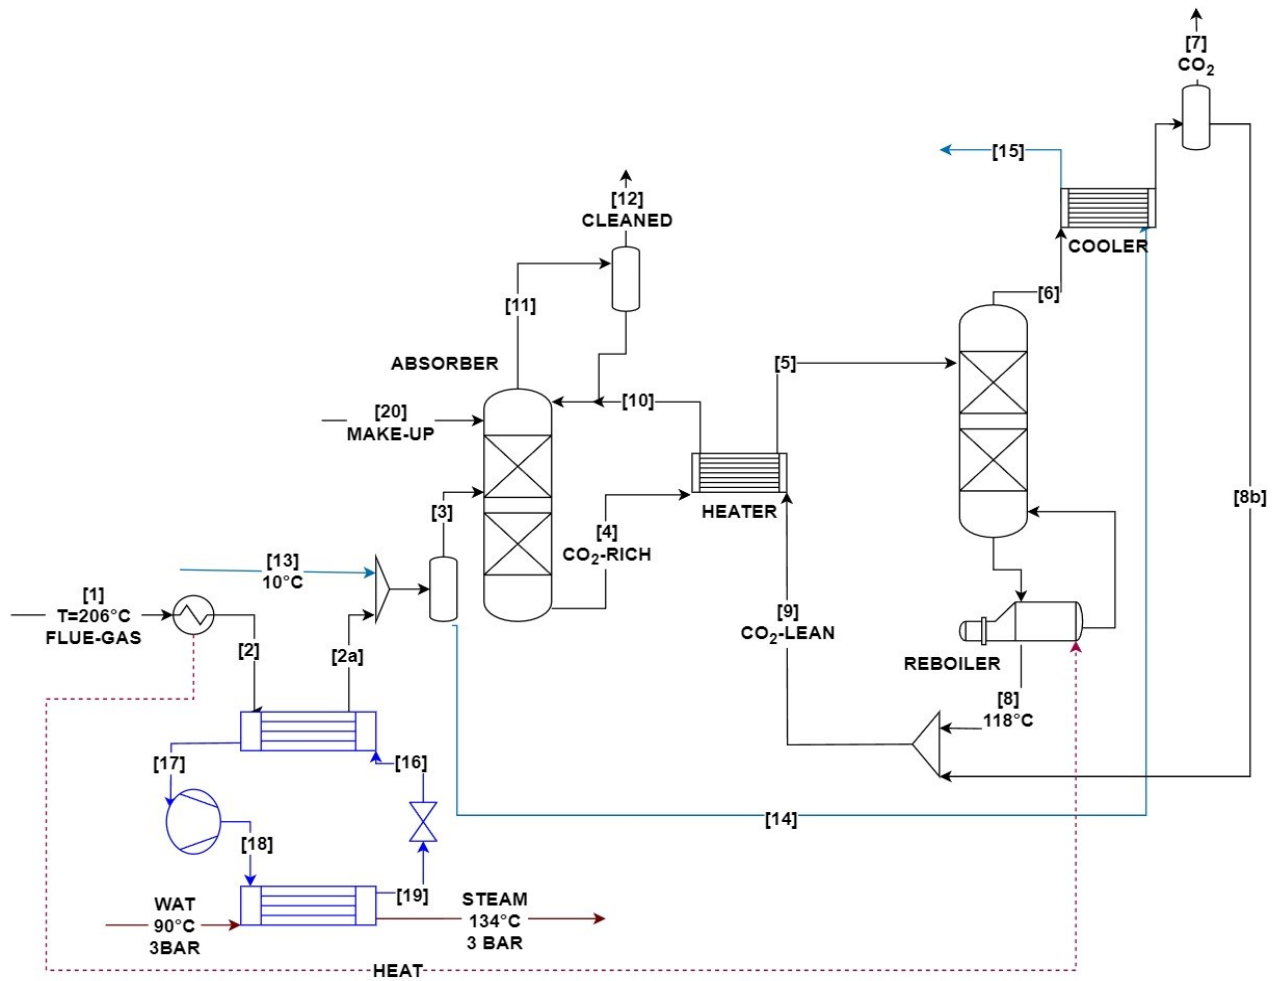 [7]
CO₂
[15]
COOLER
[12]
CLEANED
[6]
[11]
ABSORBER
[5]
[10]
[20]
MAKE-UP
HEATER
[8b]
[3]
[4]
CO₂-RICH
[13]
10°C
[1]
T=206°C
FLUE-GAS
[2]
[2a]
[9]
CO₂-LEAN
REBOILER
[8]
118°C
[17]
[16]
[14]
[18]
[19]
WAT
90°C
3BAR
STEAM
134°C
3 BAR
HEAT